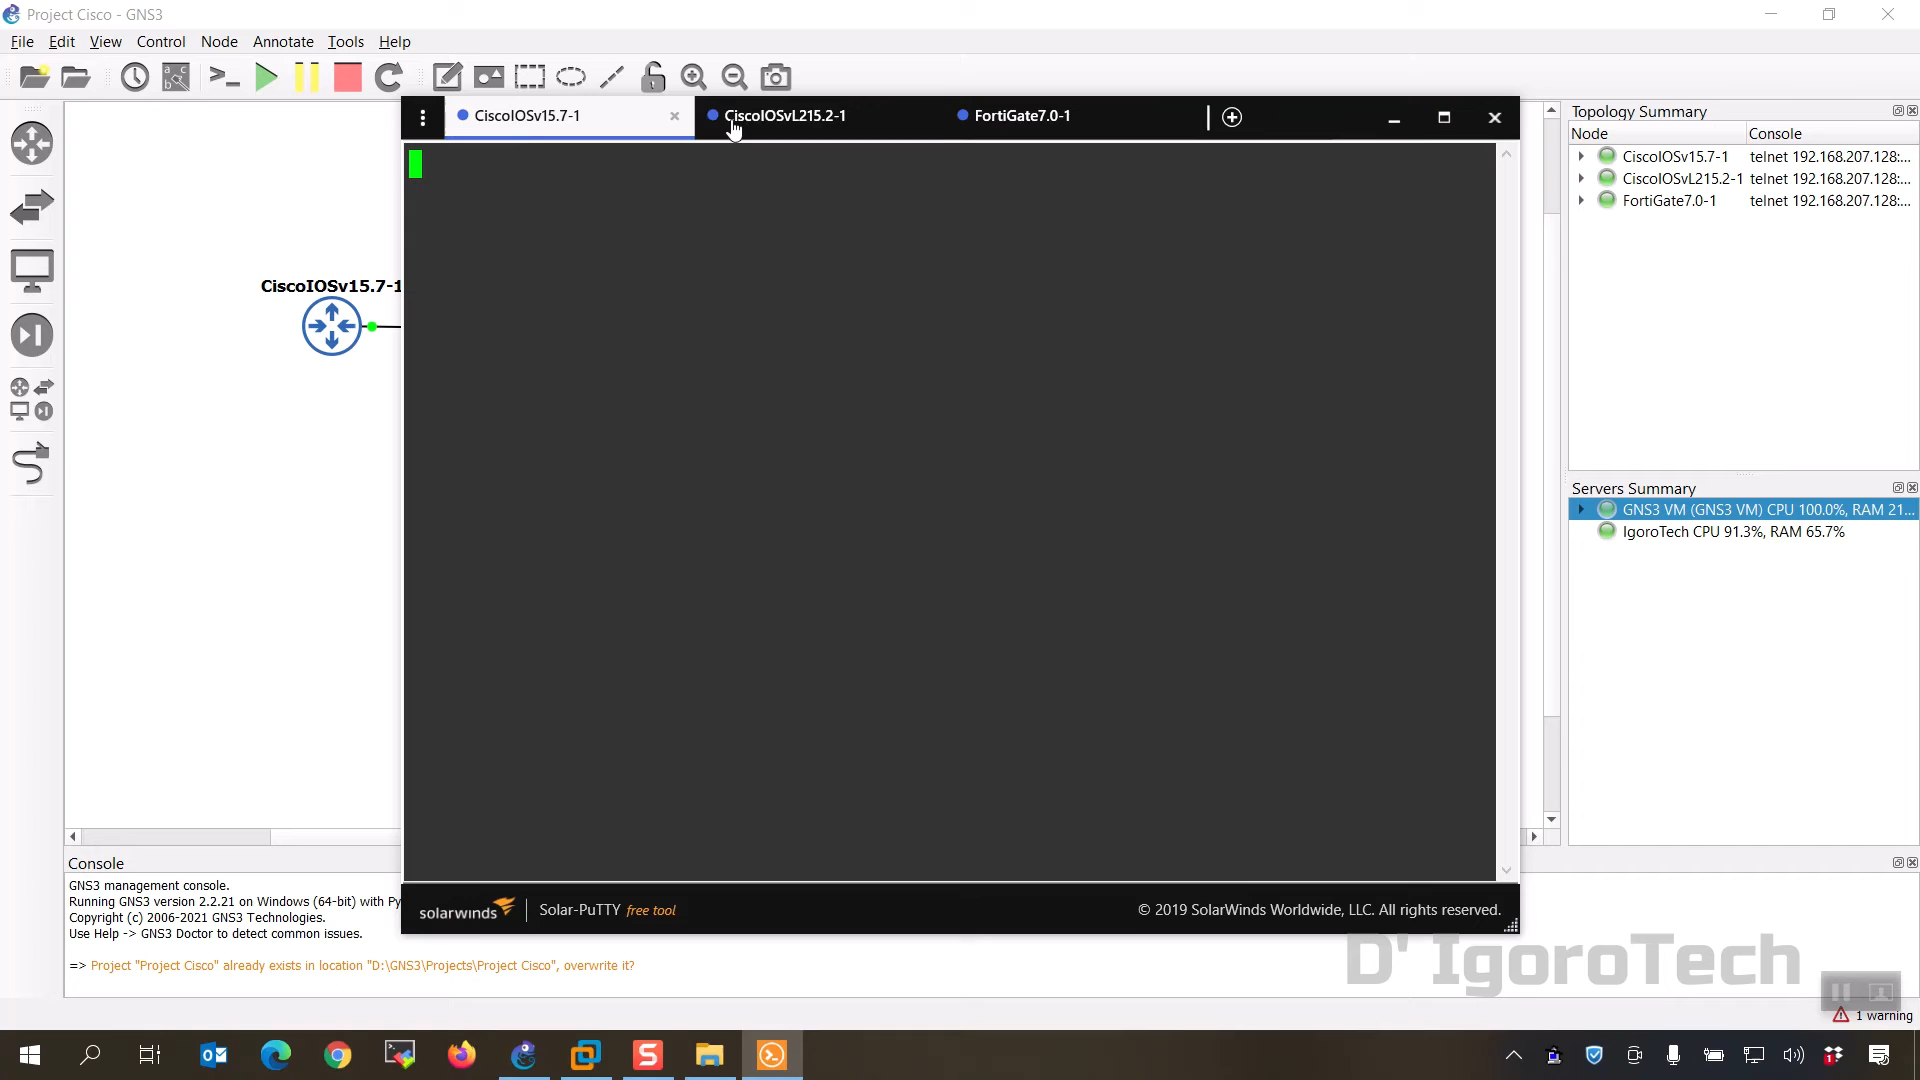 Project Cisco - GNS3
File Edit View Control Node Annotate Tools Help
CiscoIOSv15.7-1
CiscoIOSvL215.2-1
FortiGate7.0-1
Topology Summary
Node Console
CiscoIOSv15.7-1 telnet 192.168.207.128:...
CiscoIOSvL215.2-1 telnet 192.168.207.128:...
FortiGate7.0-1 telnet 192.168.207.128:...
CiscoIOSv15.7-1
Servers Summary
GNS3 VM (GNS3 VM) CPU 100.0%, RAM 21...
IgoroTech CPU 91.3%, RAM 65.7%
Console
GNS3 management console.
Running GNS3 version 2.2.21 on Windows (64-bit) with Py
Copyright (c) 2006-2021 GNS3 Technologies.
Use Help -> GNS3 Doctor to detect common issues.
=> Project "Project Cisco" already exists in location "D:\GNS3\Projects\Project Cisco", overwrite it?
solarwinds Solar-PuTTY free tool
© 2019 SolarWinds Worldwide, LLC. All rights reserved.
D' IgoroTech
1 warning